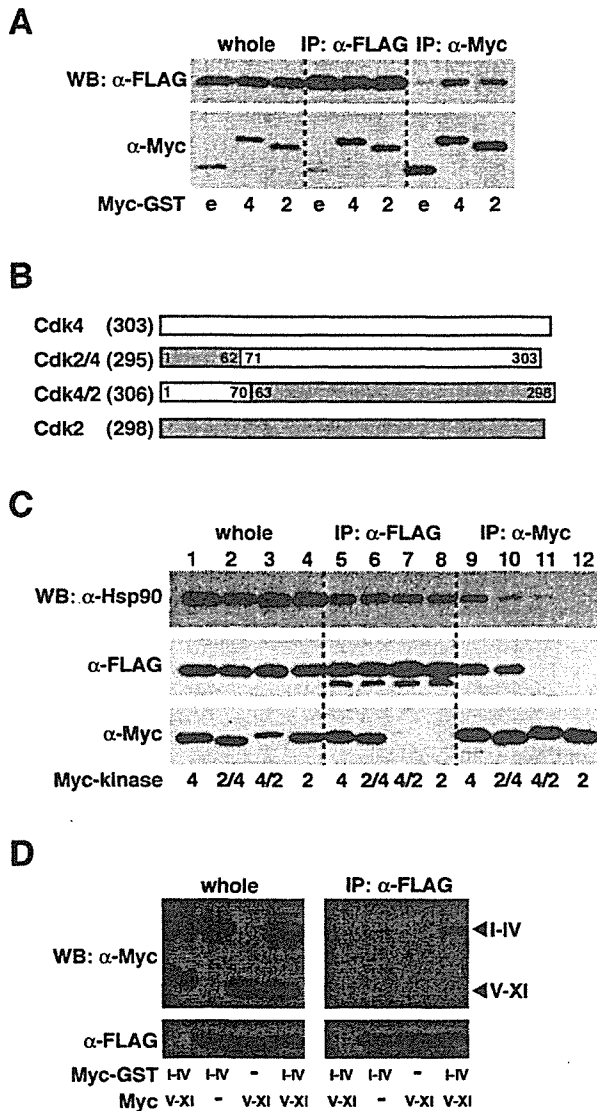 A
whole IP: α-FLAG IP: α-Myc
WB: α-FLAG
α-Myc
Myc-GST e 4 2 e 4 2 e 4 2
B
Cdk4 (303)
Cdk2/4 (295) 1 62 71 303
Cdk4/2 (306) 1 70 63 298
Cdk2 (298)
C
whole IP: α-FLAG IP: α-Myc
1 2 3 4 5 6 7 8 9 10 11 12
WB: α-Hsp90
α-FLAG
α-Myc
Myc-kinase 4 2/4 4/2 2 4 2/4 4/2 2 4 2/4 4/2 2
D
whole IP: α-FLAG
WB: α-Myc
I-IV
V-XI
α-FLAG
Myc-GST I-IV I-IV - I-IV I-IV I-IV - I-IV
Myc V-XI - V-XI V-XI V-XI - V-XI V-XI